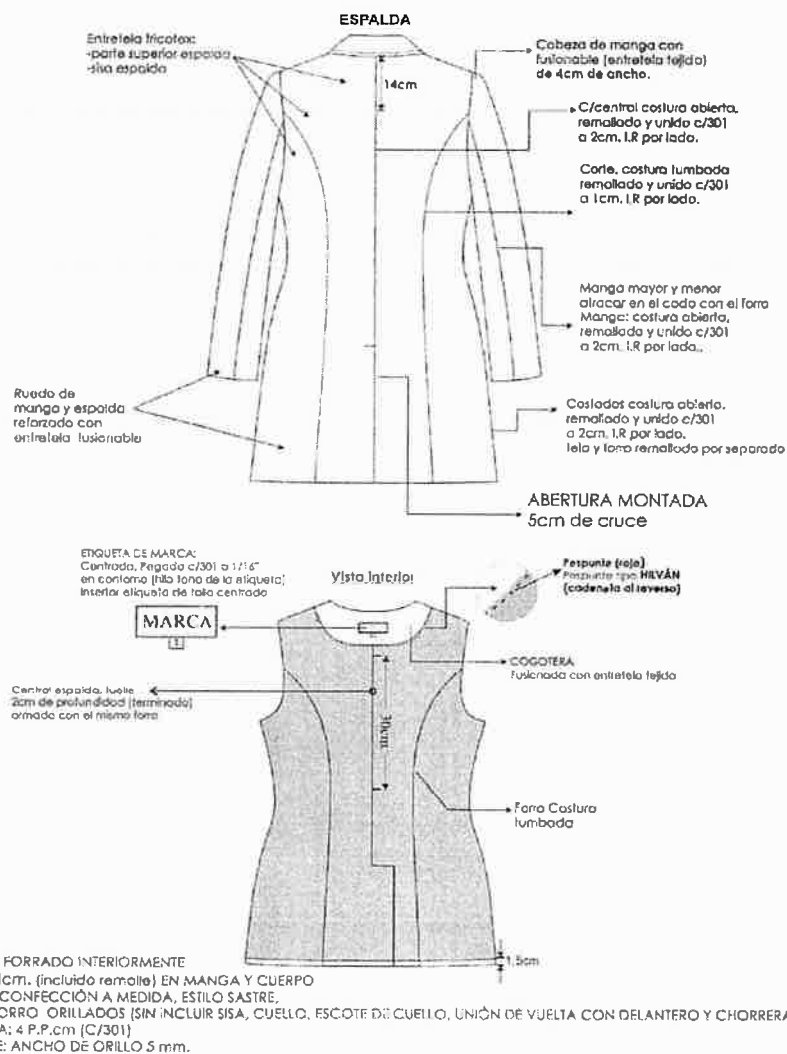 ESPALDA
Entretela tricotex:
-parte superior espalda
-sisa espalda
14cm
Cabeza de manga con
fusionable (entretela tejida)
de 4cm de ancho.
C/central costura abierta,
remallado y unido c/301
a 2cm. I.R por lado.
Corte, costura tumbada
remallado y unido c/301
a 1cm. I.R por lado.
Manga mayor y menor
atracar en el codo con el forro
Manga: costura abierta,
remallado y unido c/301
a 2cm. I.R por lado..
Ruedo de
manga y espalda
reforzado con
entretela fusionable
Costados costura abierta,
remallado y unido c/301
a 2cm. I.R por lado.
tela y forro remallado por separado
ABERTURA MONTADA
5cm de cruce
ETIQUETA DE MARCA:
Centrada, Pegado c/301 a 1/16"
en contorno (hilo tono de la etiqueta)
Insertar etiqueta de talla centrado
Vista Interior
Pespunte (rojo)
Pespunte tipo HILVÁN
(cadeneta al reverso)
MARCA
COGOTERA
Fusionada con entretela tejida
Central espalda, fuelle
2cm de profundidad (terminado)
armado con el mismo forro
30cm
Forro Costura
tumbada
1.5cm
FORRADO INTERIORMENTE
1cm. (incluido remalle) EN MANGA Y CUERPO
CONFECCIÓN A MEDIDA, ESTILO SASTRE,
ORRO ORILLADOS (SIN INCLUIR SISA, CUELLO, ESCOTE DE CUELLO, UNIÓN DE VUELTA CON DELANTERO Y CHORRERA
A: 4 P.P.cm (C/301)
E: ANCHO DE ORILLO 5 mm.